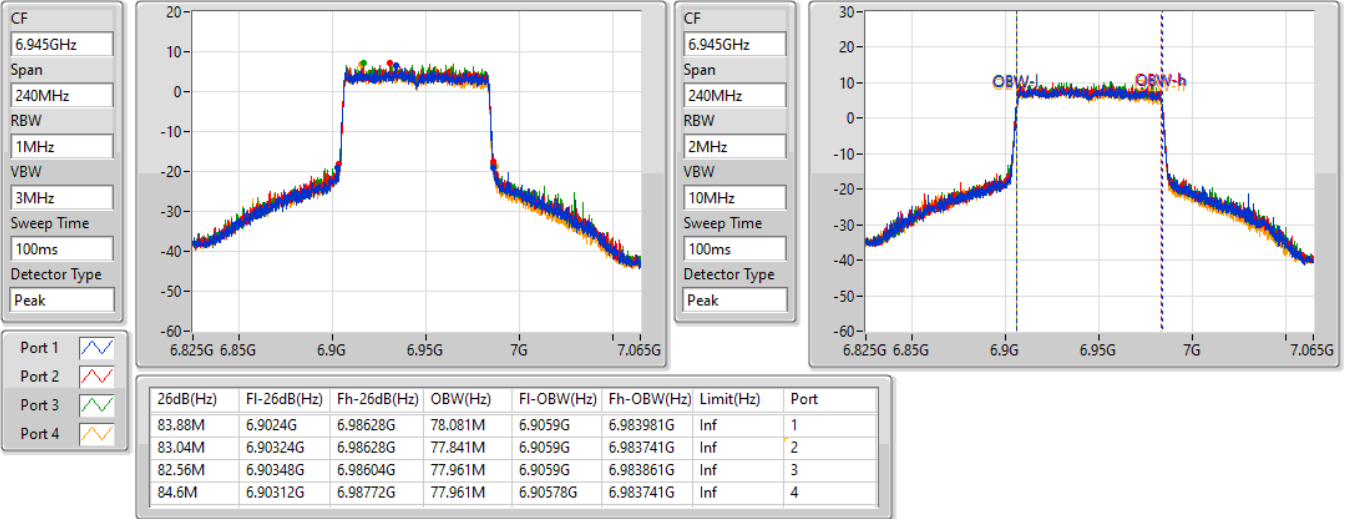 CF
6.945GHz
Span
240MHz
RBW
1MHz
VBW
3MHz
Sweep Time
100ms
Detector Type
Peak
20
10
0
-10
-20
-30
-40
-50
-60
6.825G 6.85G 6.9G 6.95G 7G 7.065G
CF
6.945GHz
Span
240MHz
RBW
2MHz
VBW
10MHz
Sweep Time
100ms
Detector Type
Peak
30
20
10
0
-10
-20
-30
-40
-50
-60
OBW-l OBW-h
6.825G 6.85G 6.9G 6.95G 7G 7.065G
Port 1
Port 2
Port 3
Port 4
26dB(Hz) Fl-26dB(Hz) Fh-26dB(Hz) OBW(Hz) Fl-OBW(Hz) Fh-OBW(Hz) Limit(Hz) Port
83.88M 6.9024G 6.98628G 78.081M 6.9059G 6.983981G Inf 1
83.04M 6.90324G 6.98628G 77.841M 6.9059G 6.983741G Inf 2
82.56M 6.90348G 6.98604G 77.961M 6.9059G 6.983861G Inf 3
84.6M 6.90312G 6.98772G 77.961M 6.90578G 6.983741G Inf 4